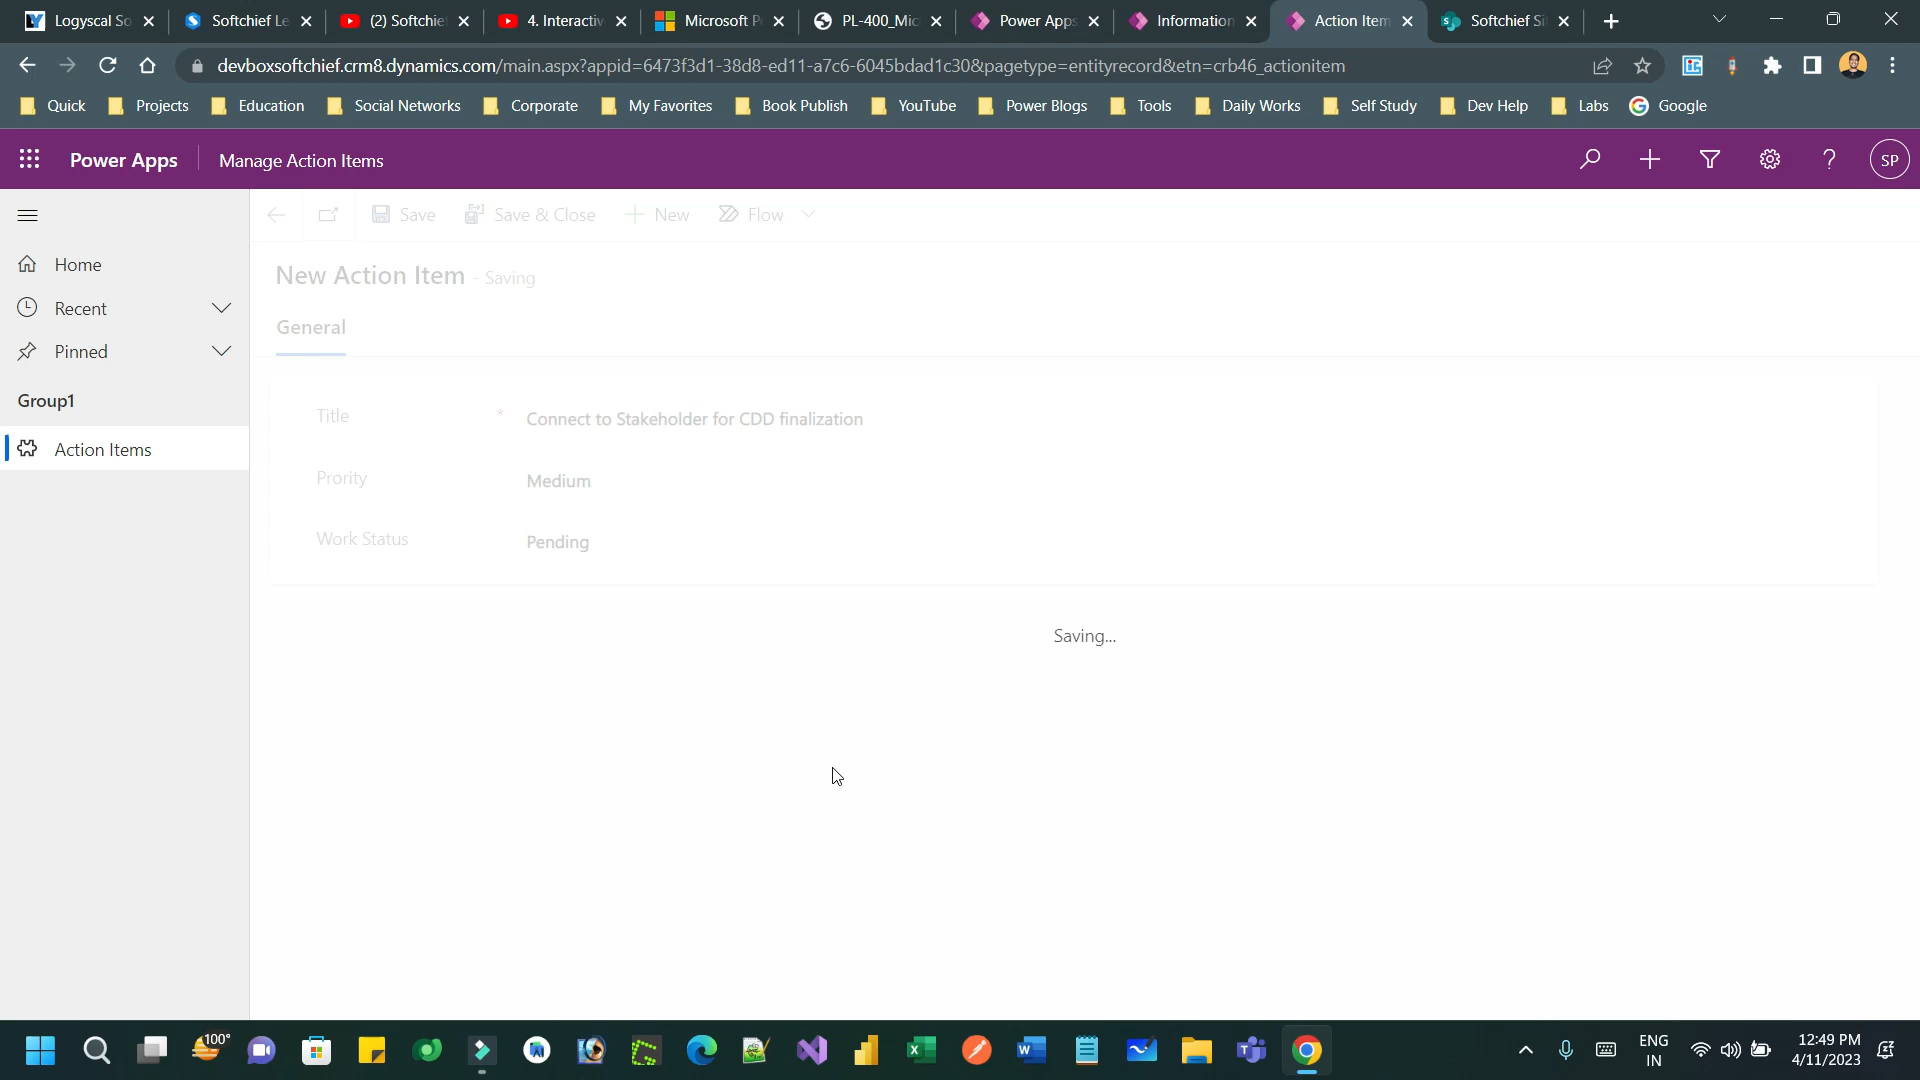 Logyscal So
Softchief Le
(2) Softchie
4. Interactiv
Microsoft P
PL-400_Mic
Power Apps
Information
Action Item
Softchief Si
devboxsoftchief.crm8.dynamics.com/main.aspx?appid=6473f3d1-38d8-ed11-a7c6-6045bdad1c30&pagetype=entityrecord&etn=crb46_actionitem
Quick
Projects
Education
Social Networks
Corporate
My Favorites
Book Publish
YouTube
Power Blogs
Tools
Daily Works
Self Study
Dev Help
Labs
Google
Power Apps
Manage Action Items
SP
Save
Save & Close
New
Flow
Home
Recent
Pinned
Group1
Action Items
New Action Item - Saving
General
Title * Connect to Stakeholder for CDD finalization
Prority Medium
Work Status Pending
Saving...
100°
ENG
IN
12:49 PM
4/11/2023